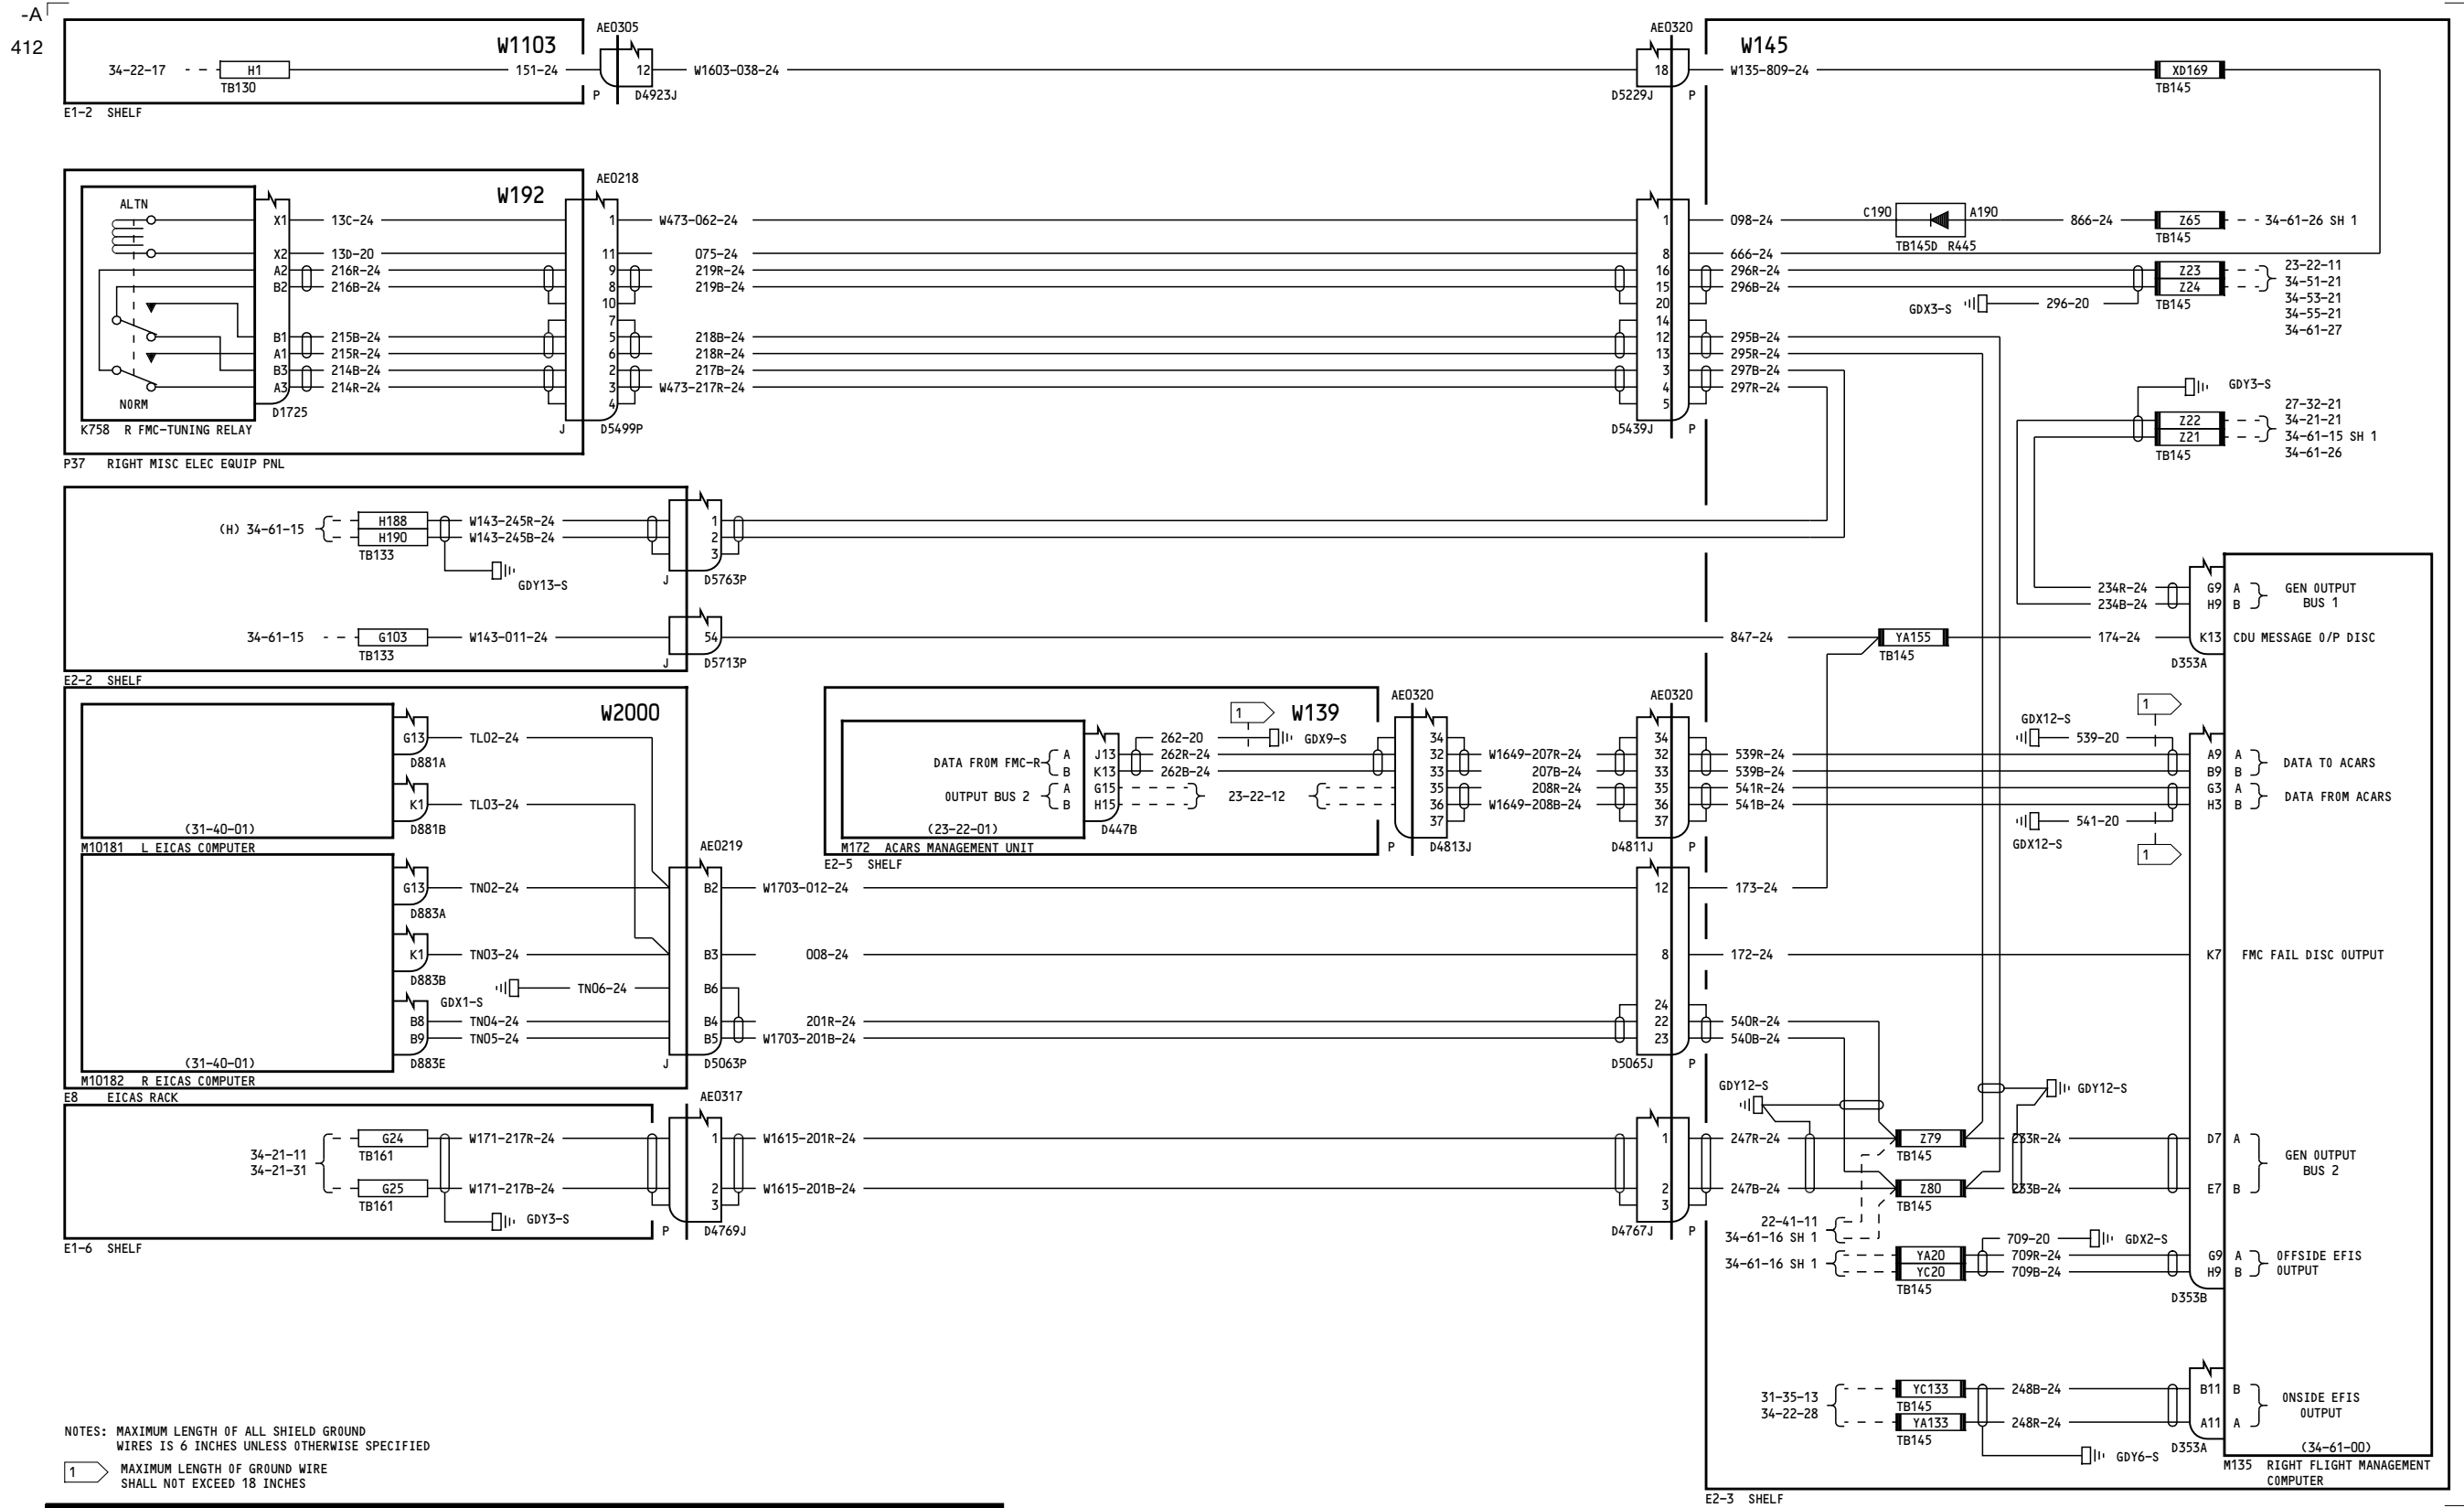 -A
412
W1103
34-22-17
H1
TB130
151-24
E1-2 SHELF
AE0305
12
P
D4923J
W1603-038-24
AE0320
18
D5229J
P
W145
W135-809-24
XD169
TB145
W192
ALTN
NORM
X1
X2
A2
B2
B1
A1
B3
A3
D1725
K758 R FMC-TUNING RELAY
P37 RIGHT MISC ELEC EQUIP PNL
13C-24
13D-20
216R-24
216B-24
215B-24
215R-24
214B-24
214R-24
AE0218
1
11
9
8
10
7
5
6
2
3
4
J
D5499P
W473-062-24
075-24
219R-24
219B-24
218B-24
218R-24
217B-24
W473-217R-24
1
8
16
15
20
14
12
13
3
4
5
D5439J
P
098-24
666-24
296R-24
296B-24
295B-24
295R-24
297B-24
297R-24
C190
A190
TB145D R445
866-24
Z65
TB145
34-61-26 SH 1
Z23
Z24
TB145
23-22-11
34-51-21
34-53-21
34-55-21
34-61-27
GDX3-S
296-20
GDY3-S
Z22
Z21
TB145
27-32-21
34-21-21
34-61-15 SH 1
34-61-26
(H) 34-61-15
H188
H190
TB133
W143-245R-24
W143-245B-24
GDY13-S
1
2
3
J
D5763P
34-61-15
G103
TB133
W143-011-24
54
J
D5713P
E2-2 SHELF
847-24
YA155
TB145
174-24
234R-24
234B-24
G9 A
H9 B
GEN OUTPUT
BUS 1
K13 CDU MESSAGE O/P DISC
D353A
W2000
G13
D881A
TL02-24
K1
D881B
TL03-24
(31-40-01)
M10181 L EICAS COMPUTER
G13
D883A
TN02-24
K1
D883B
TN03-24
GDX1-S
TN06-24
B8
B9
TN04-24
TN05-24
D883E
(31-40-01)
M10182 R EICAS COMPUTER
E8 EICAS RACK
AE0219
B2
B3
B6
B4
B5
J
D5063P
W1703-012-24
008-24
201R-24
W1703-201B-24
W139
1
DATA FROM FMC-R
A
B
OUTPUT BUS 2
A
B
J13
K13
G15
H15
D447B
262-20
262R-24
262B-24
GDX9-S
23-22-12
(23-22-01)
M172 ACARS MANAGEMENT UNIT
E2-5 SHELF
AE0320
34
32
33
35
36
37
P
D4813J
W1649-207R-24
207B-24
208R-24
W1649-208B-24
AE0320
34
32
33
35
36
37
D4811J
P
539R-24
539B-24
541R-24
541B-24
GDX12-S
539-20
1
541-20
GDX12-S
1
A9 A
B9 B
DATA TO ACARS
G3 A
H3 B
DATA FROM ACARS
12
8
24
22
23
D5065J
P
173-24
172-24
540R-24
540B-24
K7 FMC FAIL DISC OUTPUT
34-21-11
34-21-31
G24
TB161
G25
TB161
W171-217R-24
W171-217B-24
GDY3-S
E1-6 SHELF
AE0317
1
2
3
P
D4769J
W1615-201R-24
W1615-201B-24
1
2
3
D4767J
P
247R-24
247B-24
GDY12-S
GDY12-S
Z79
TB145
Z80
TB145
233R-24
233B-24
D7 A
E7 B
GEN OUTPUT
BUS 2
22-41-11
34-61-16 SH 1
34-61-16 SH 1
YA20
YC20
TB145
709-20
709R-24
709B-24
GDX2-S
G9 A
H9 B
OFFSIDE EFIS
OUTPUT
D353B
31-35-13
34-22-28
YC133
TB145
YA133
TB145
248B-24
248R-24
GDY6-S
B11 B
A11 A
ONSIDE EFIS
OUTPUT
D353A
(34-61-00)
M135 RIGHT FLIGHT MANAGEMENT
COMPUTER
E2-3 SHELF
NOTES: MAXIMUM LENGTH OF ALL SHIELD GROUND
WIRES IS 6 INCHES UNLESS OTHERWISE SPECIFIED
1 MAXIMUM LENGTH OF GROUND WIRE
SHALL NOT EXCEED 18 INCHES